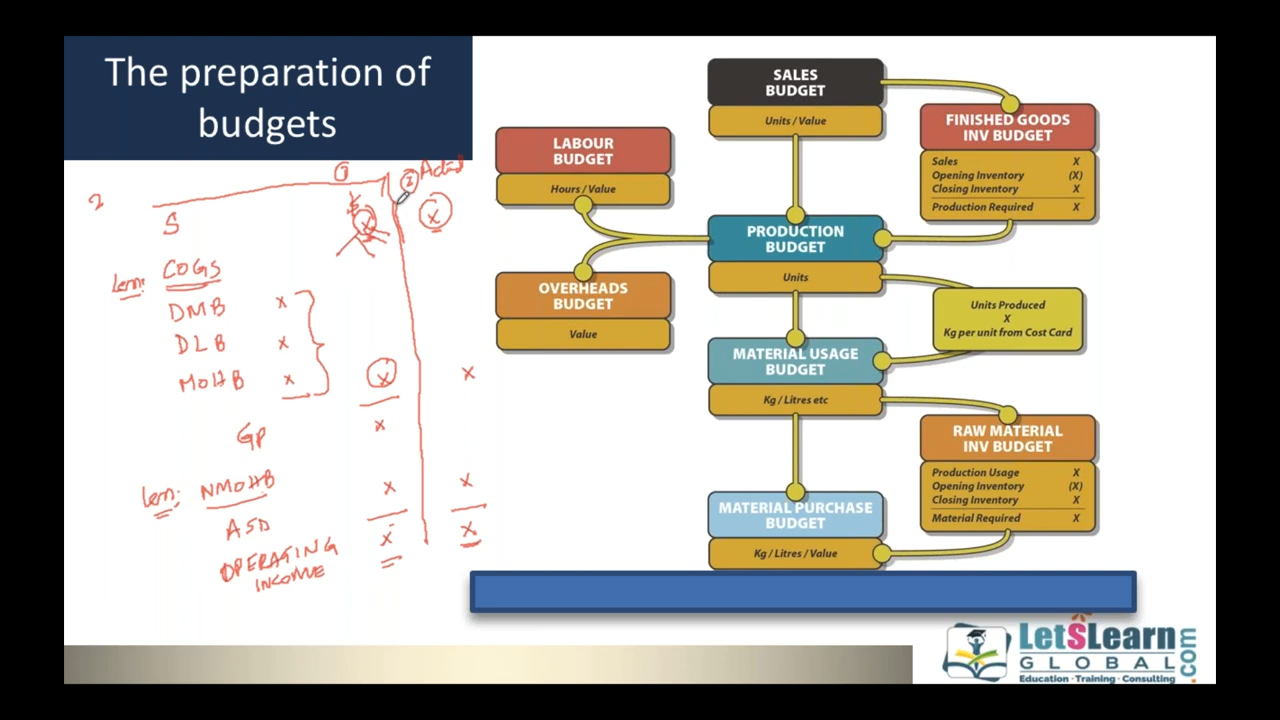 The preparation of
budgets
① ② Actual
2
$
S X X
Less: COGS
DMB X
DLB X
MOHB X X X
GP X
Less: NMOHB X X
ASD
OPERATING X X
INCOME
SALES
BUDGET
Units / Value
FINISHED GOODS
INV BUDGET
Sales X
Opening Inventory (X)
Closing Inventory X
Production Required X
LABOUR
BUDGET
Hours / Value
PRODUCTION
BUDGET
Units
OVERHEADS
BUDGET
Value
Units Produced
X
Kg per unit from Cost Card
MATERIAL USAGE
BUDGET
Kg / Litres etc
RAW MATERIAL
INV BUDGET
Production Usage X
Opening Inventory (X)
Closing Inventory X
Material Required X
MATERIAL PURCHASE
BUDGET
Kg / Litres / Value
LetSLearn
GLOBAL
.com
Education · Training · Consulting